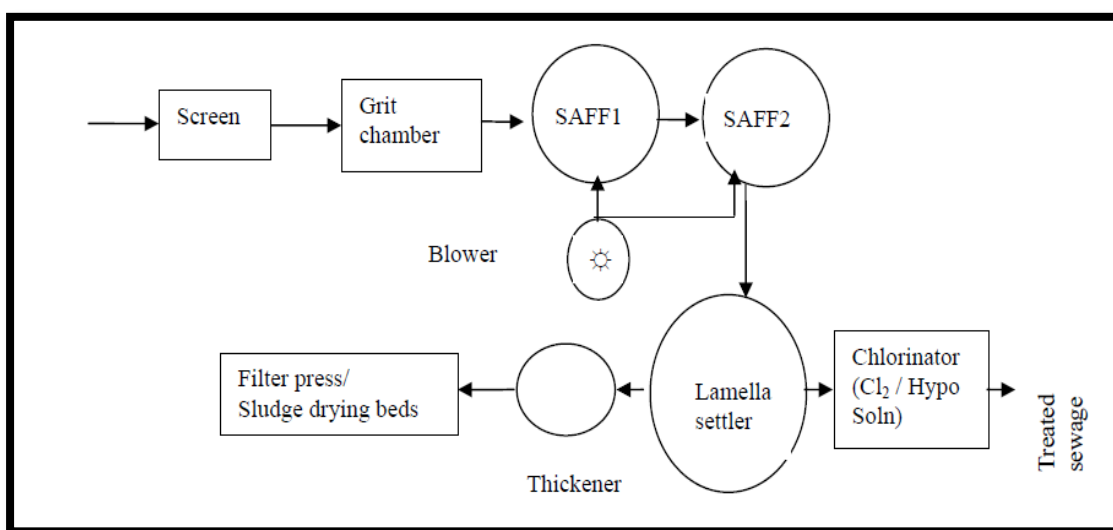 Screen
Grit
chamber
SAFF1
SAFF2
Blower
Filter press/
Sludge drying beds
Thickener
Lamella
settler
Chlorinator
(Cl₂ / Hypo
Soln)
Treated
sewage